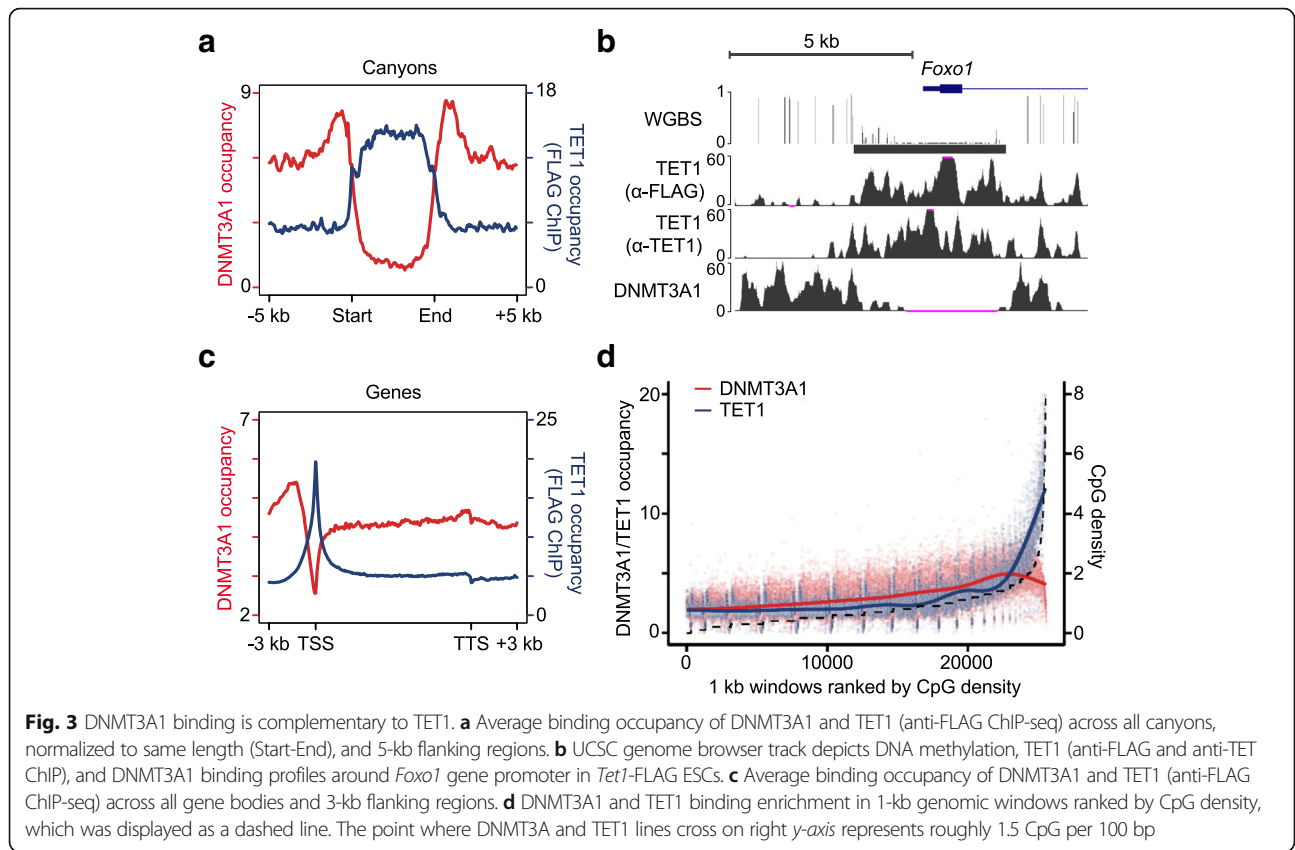 a
Canyons
DNMT3A1 occupancy
9
0
18
0
TET1 occupancy
(FLAG ChIP)
-5 kb
Start
End
+5 kb
b
5 kb
Foxo1
WGBS
1
0
TET1
(α-FLAG)
60
0
TET1
(α-TET1)
60
0
DNMT3A1
60
0
c
Genes
DNMT3A1 occupancy
7
2
25
0
TET1 occupancy
(FLAG ChIP)
-3 kb
TSS
TTS
+3 kb
d
DNMT3A1
TET1
DNMT3A1/TET1 occupancy
20
10
0
8
6
4
2
0
CpG density
0
10000
20000
1 kb windows ranked by CpG density
Fig. 3 DNMT3A1 binding is complementary to TET1. a Average binding occupancy of DNMT3A1 and TET1 (anti-FLAG ChIP-seq) across all canyons,
normalized to same length (Start-End), and 5-kb flanking regions. b UCSC genome browser track depicts DNA methylation, TET1 (anti-FLAG and anti-TET
ChIP), and DNMT3A1 binding profiles around Foxo1 gene promoter in Tet1-FLAG ESCs. c Average binding occupancy of DNMT3A1 and TET1 (anti-FLAG
ChIP-seq) across all gene bodies and 3-kb flanking regions. d DNMT3A1 and TET1 binding enrichment in 1-kb genomic windows ranked by CpG density,
which was displayed as a dashed line. The point where DNMT3A and TET1 lines cross on right y-axis represents roughly 1.5 CpG per 100 bp